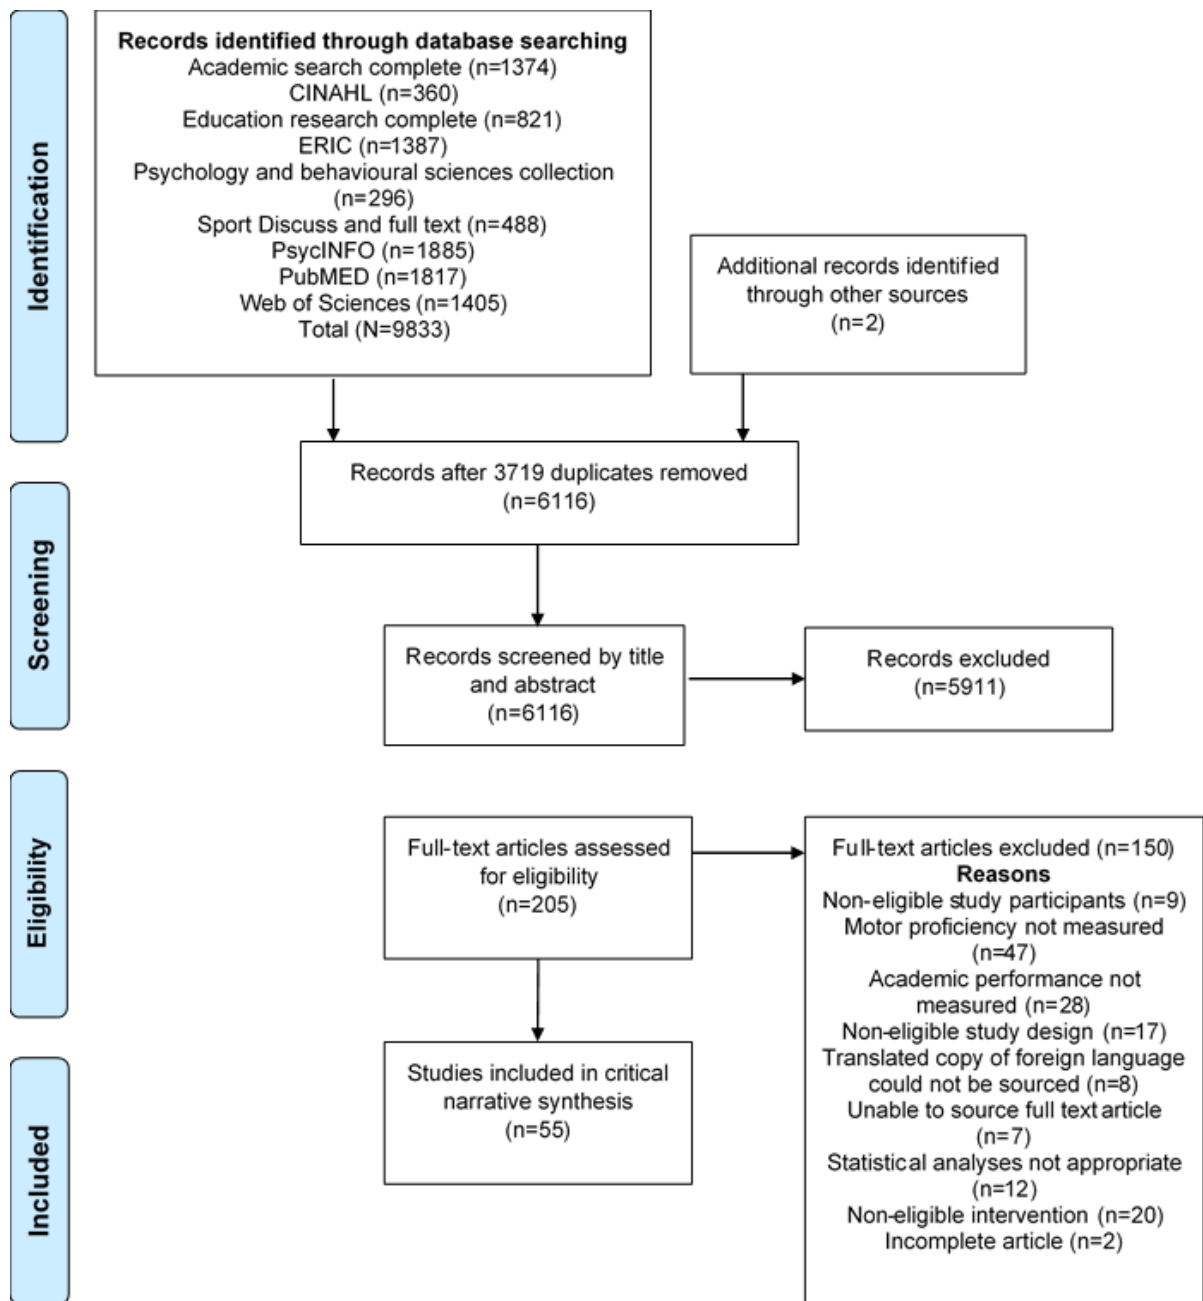 Identification
Records identified through database searching
Academic search complete (n=1374)
CINAHL (n=360)
Education research complete (n=821)
ERIC (n=1387)
Psychology and behavioural sciences collection
(n=296)
Sport Discuss and full text (n=488)
PsycINFO (n=1885)
PubMED (n=1817)
Web of Sciences (n=1405)
Total (N=9833)
Additional records identified
through other sources
(n=2)
Records after 3719 duplicates removed
(n=6116)
Screening
Records screened by title
and abstract
(n=6116)
Records excluded
(n=5911)
Eligibility
Full-text articles assessed
for eligibility
(n=205)
Full-text articles excluded (n=150)
Reasons
Non-eligible study participants (n=9)
Motor proficiency not measured
(n=47)
Academic performance not
measured (n=28)
Non-eligible study design (n=17)
Translated copy of foreign language
could not be sourced (n=8)
Unable to source full text article
(n=7)
Statistical analyses not appropriate
(n=12)
Non-eligible intervention (n=20)
Incomplete article (n=2)
Included
Studies included in critical
narrative synthesis
(n=55)